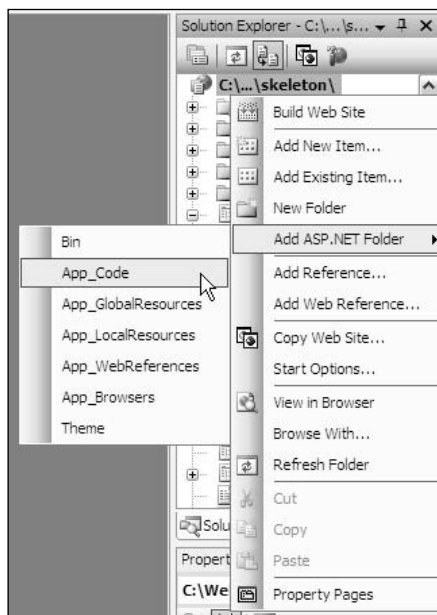 Solution Explorer - C:\...\s...
C:\...\skeleton\
Build Web Site
Add New Item...
Add Existing Item...
New Folder
Add ASP.NET Folder
Bin
App_Code
App_GlobalResources
App_LocalResources
App_WebReferences
App_Browsers
Theme
Add Reference...
Add Web Reference...
Copy Web Site...
Start Options...
View in Browser
Browse With...
Refresh Folder
Cut
Copy
Paste
Property Pages
Solu
Propert
C:\We